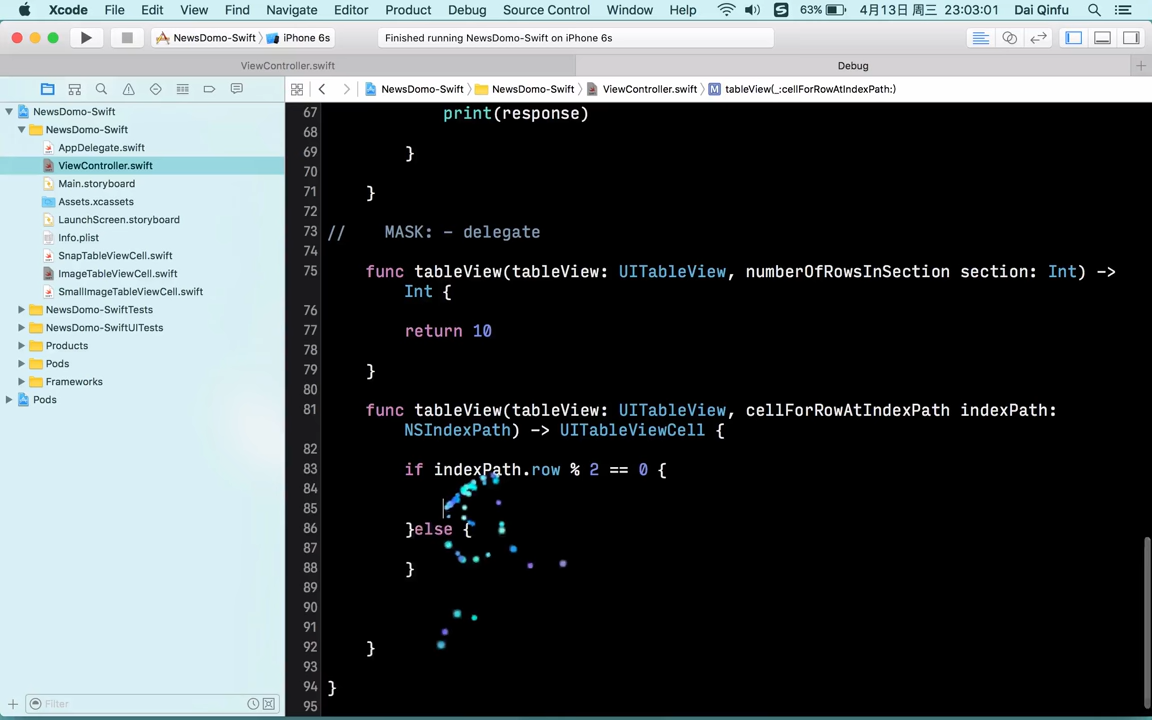 Xcode File Edit View Find Navigate Editor Product Debug Source Control Window Help 63% 4月13日 周三 23:03:01 Dai Qinfu
NewsDomo-Swift iPhone 6s Finished running NewsDomo-Swift on iPhone 6s
ViewController.swift Debug
NewsDomo-Swift NewsDomo-Swift ViewController.swift M tableView(_:cellForRowAtIndexPath:)
NewsDomo-Swift
NewsDomo-Swift
AppDelegate.swift
ViewController.swift
Main.storyboard
Assets.xcassets
LaunchScreen.storyboard
Info.plist
SnapTableViewCell.swift
ImageTableViewCell.swift
SmallImageTableViewCell.swift
NewsDomo-SwiftTests
NewsDomo-SwiftUITests
Products
Pods
Frameworks
Pods
Filter
67 print(response)
68
69 }
70
71 }
72
73 // MASK: - delegate
74
75 func tableView(tableView: UITableView, numberOfRowsInSection section: Int) ->
Int {
76
77 return 10
78
79 }
80
81 func tableView(tableView: UITableView, cellForRowAtIndexPath indexPath:
NSIndexPath) -> UITableViewCell {
82
83 if indexPath.row % 2 == 0 {
84
85
86 }else {
87
88 }
89
90
91
92 }
93
94 }
95